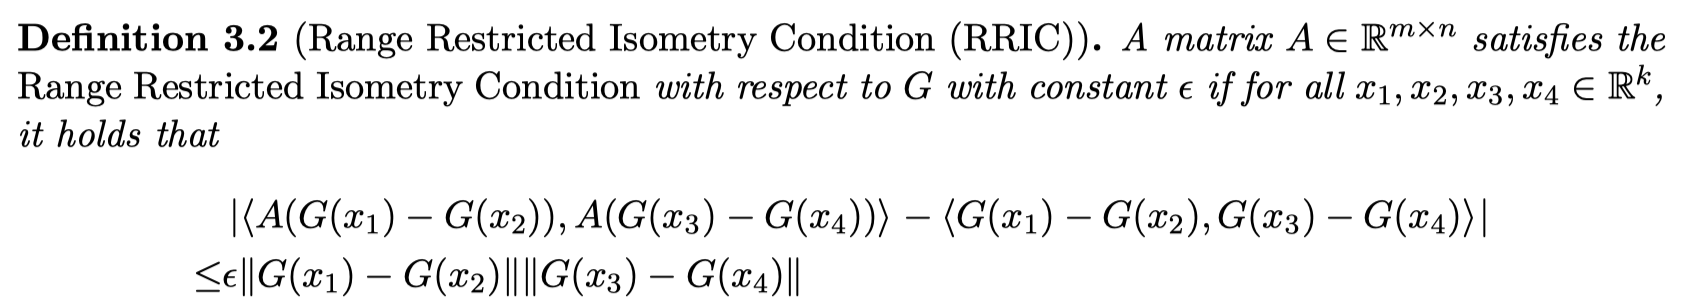 Definition 3.2 (Range Restricted Isometry Condition (RRIC)). A matrix A ∈ ℝ^{m×n} satisfies the
Range Restricted Isometry Condition with respect to G with constant ϵ if for all x₁, x₂, x₃, x₄ ∈ ℝ^k,
it holds that
|⟨A(G(x₁) − G(x₂)), A(G(x₃) − G(x₄))⟩ − ⟨G(x₁) − G(x₂), G(x₃) − G(x₄)⟩|
≤ϵ‖G(x₁) − G(x₂)‖‖G(x₃) − G(x₄)‖